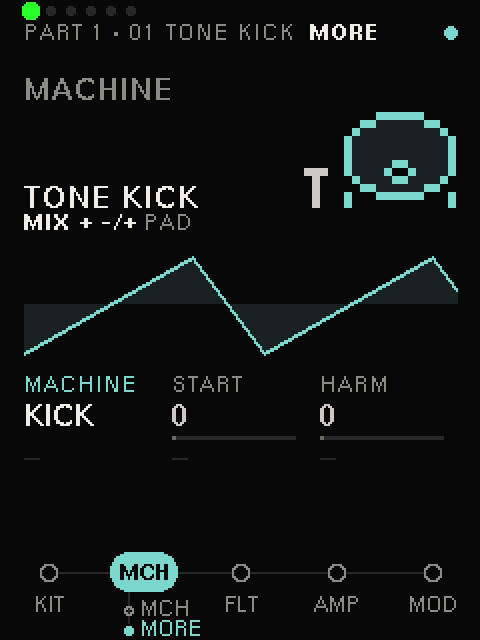 PART 1 · 01 TONE KICK MORE
MACHINE
T
TONE KICK
MIX + -/+ PAD
MACHINE START HARM
KICK 0 0
— — —
MCH
KIT FLT AMP MOD
MCH
MORE